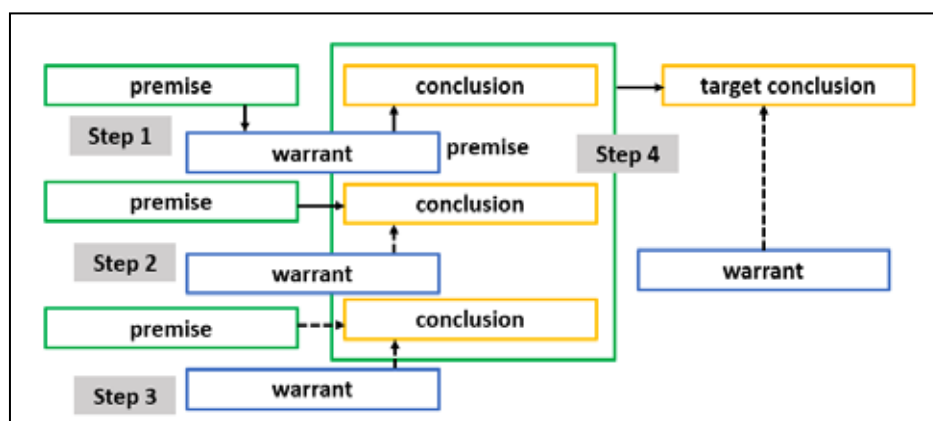 premise
conclusion
target conclusion
Step 1
warrant
premise
Step 4
premise
conclusion
Step 2
warrant
warrant
premise
conclusion
Step 3
warrant